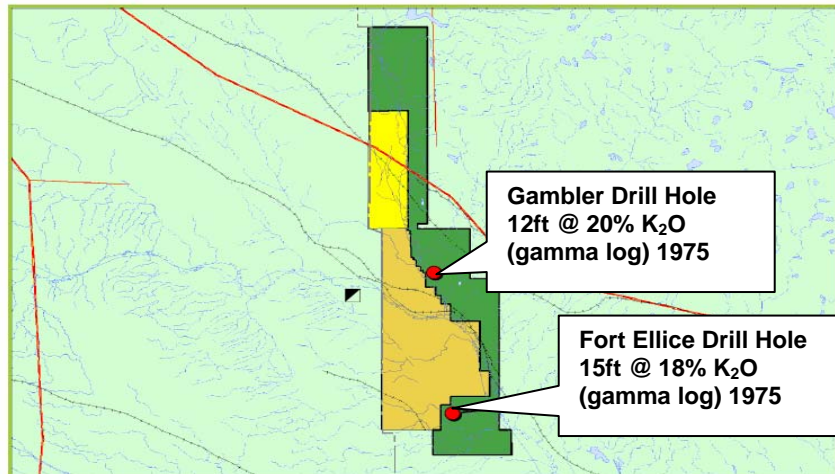 Gambler Drill Hole
12ft @ 20% K₂O
(gamma log) 1975
Fort Ellice Drill Hole
15ft @ 18% K₂O
(gamma log) 1975